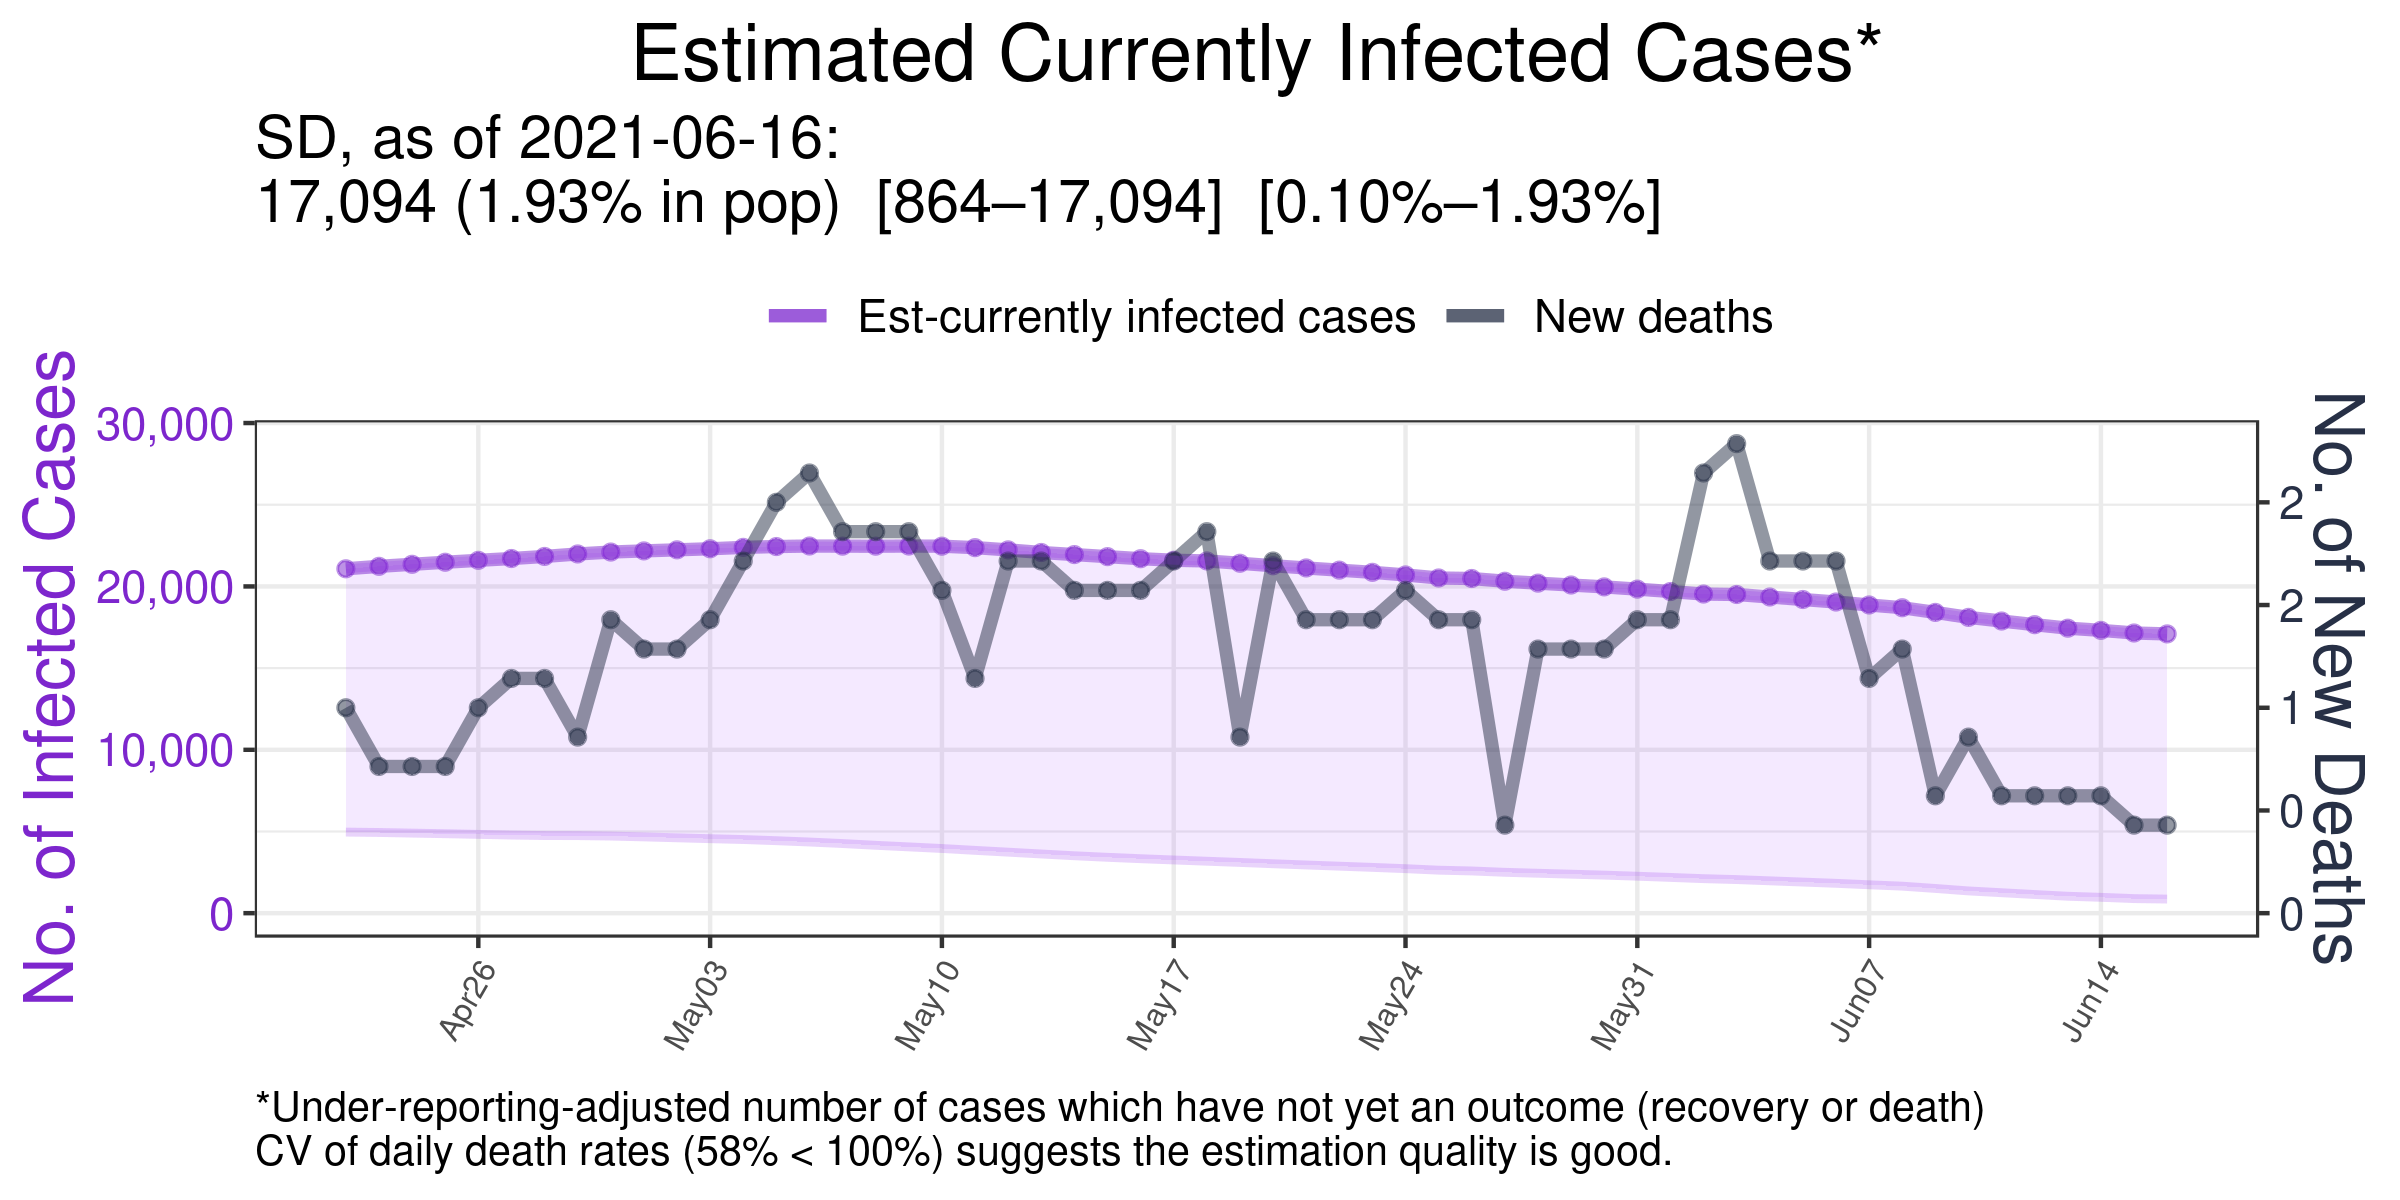 Estimated Currently Infected Cases*
SD, as of 2021-06-16:
17,094 (1.93% in pop)  [864–17,094]  [0.10%–1.93%]
Est-currently infected cases
New deaths
No. of Infected Cases
30,000
20,000
10,000
0
No. of New Deaths
2
2
1
0
0
Apr26
May03
May10
May17
May24
May31
Jun07
Jun14
*Under-reporting-adjusted number of cases which have not yet an outcome (recovery or death)
CV of daily death rates (58% < 100%) suggests the estimation quality is good.